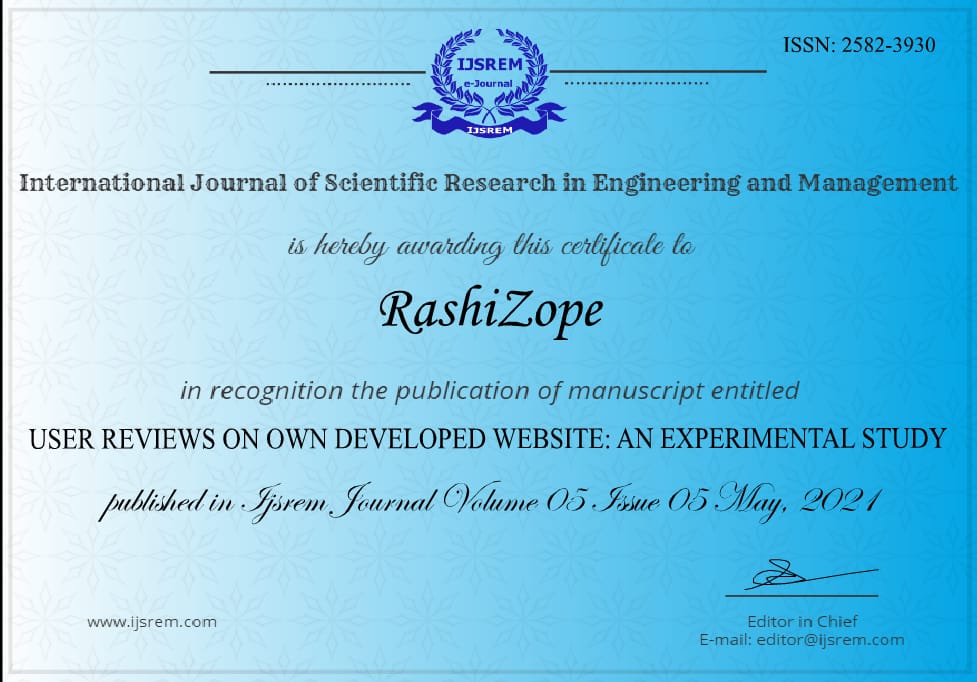 ISSN: 2582-3930
IJSREM
e-Journal
IJSREM
International Journal of Scientific Research in Engineering and Management
is hereby awarding this certificate to
RashiZope
in recognition the publication of manuscript entitled
USER REVIEWS ON OWN DEVELOPED WEBSITE: AN EXPERIMENTAL STUDY
published in Ijsrem Journal Volume 05 Issue 05 May, 2021
www.ijsrem.com
Editor in Chief
E-mail: editor@ijsrem.com